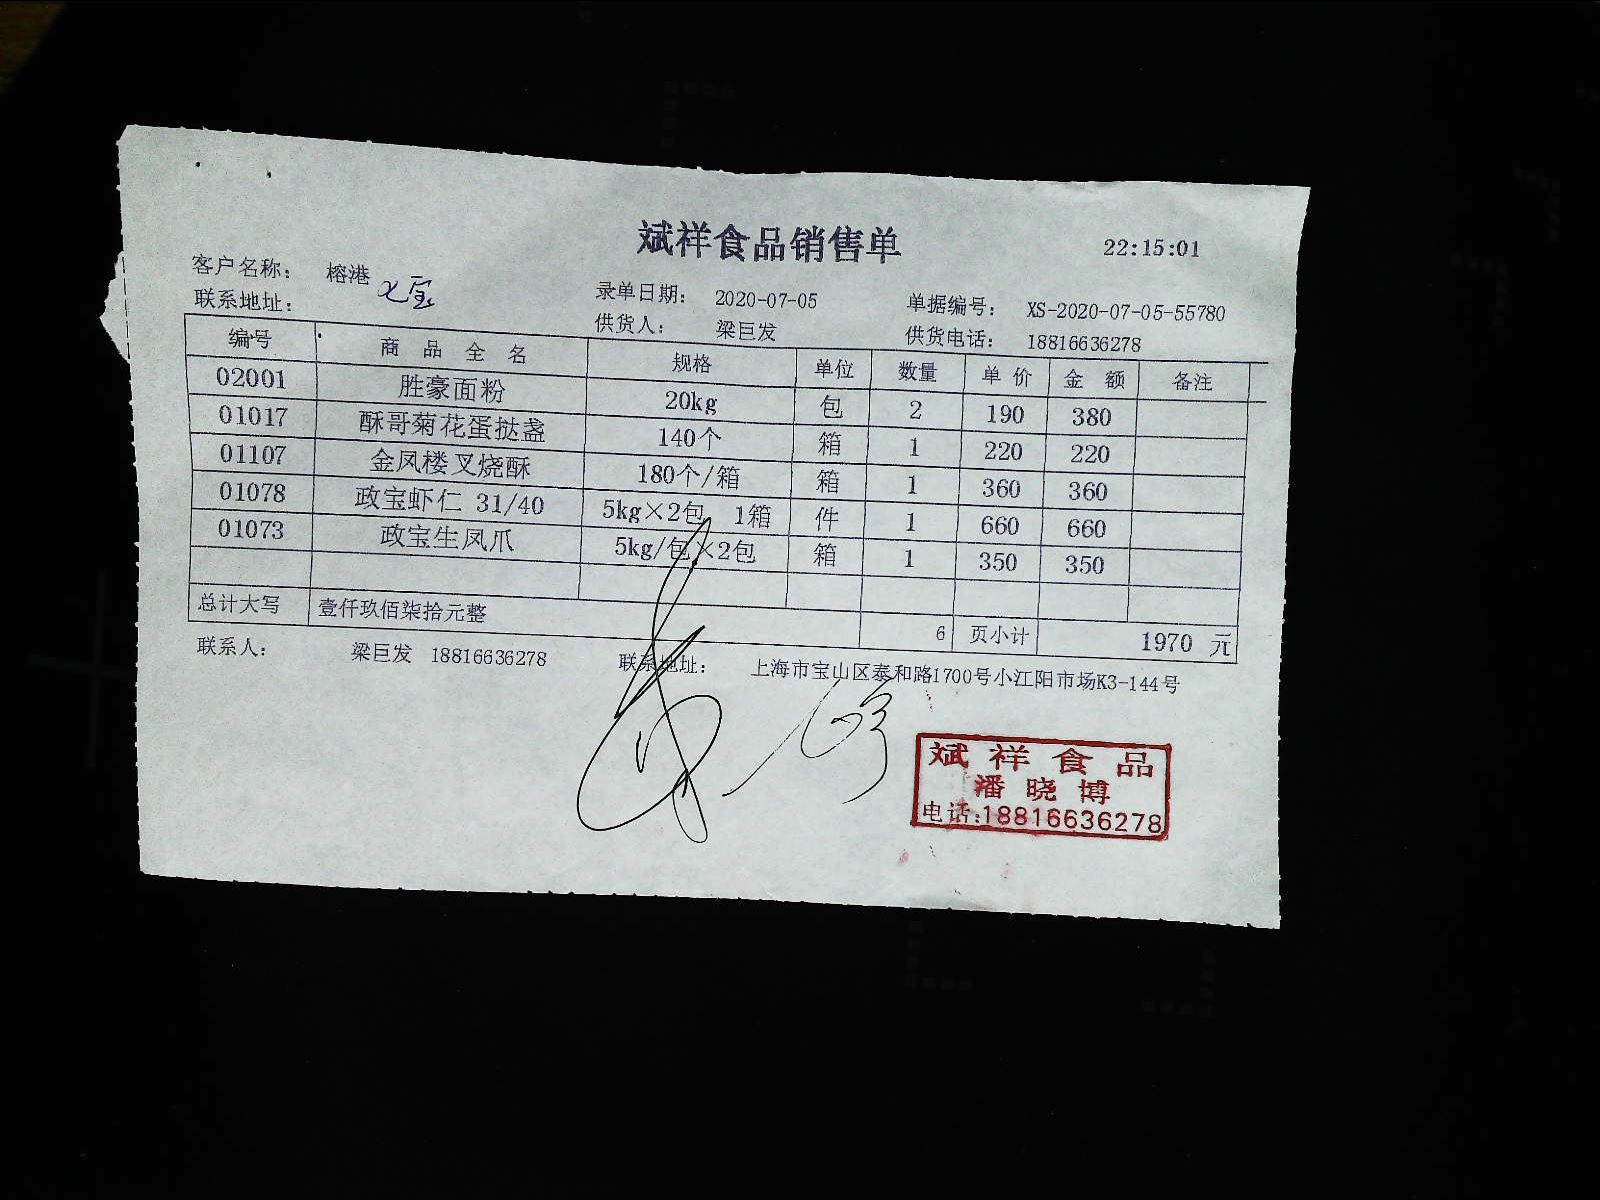 斌祥食品销售单 22:15:01
客户名称: 榕港 七宝 录单日期: 2020-07-05 单据编号: XS-2020-07-05-55780
联系地址: 供货人: 梁巨发 供货电话: 18816636278
编号 商品全名 规格 单位 数量 单价 金额 备注
02001 胜豪面粉 20kg 包 2 190 380
01017 酥哥菊花蛋挞盏 140个 箱 1 220 220
01107 金凤楼叉烧酥 180个/箱 箱 1 360 360
01078 政宝虾仁 31/40 5kg×2包 1箱 件 1 660 660
01073 政宝生凤爪 5kg/包×2包 箱 1 350 350
总计大写 壹仟玖佰柒拾元整 6 页小计 1970 元
联系人: 梁巨发 18816636278 联系地址: 上海市宝山区泰和路1700号小江阳市场K3-144号
斌祥食品
潘晓博
电话:18816636278